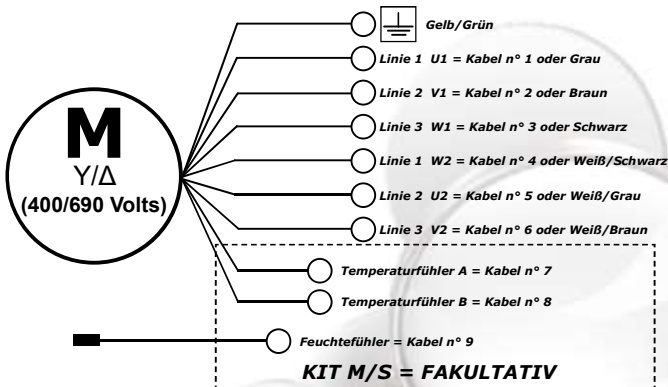 Gelb/Grün
Linie 1 U1 = Kabel n° 1 oder Grau
Linie 2 V1 = Kabel n° 2 oder Braun
Linie 3 W1 = Kabel n° 3 oder Schwarz
Linie 1 W2 = Kabel n° 4 oder Weiß/Schwarz
Linie 2 U2 = Kabel n° 5 oder Weiß/Grau
Linie 3 V2 = Kabel n° 6 oder Weiß/Braun
M
Y/Δ
(400/690 Volts)
Temperaturfühler A = Kabel n° 7
Temperaturfühler B = Kabel n° 8
Feuchtefühler = Kabel n° 9
KIT M/S = FAKULTATIV